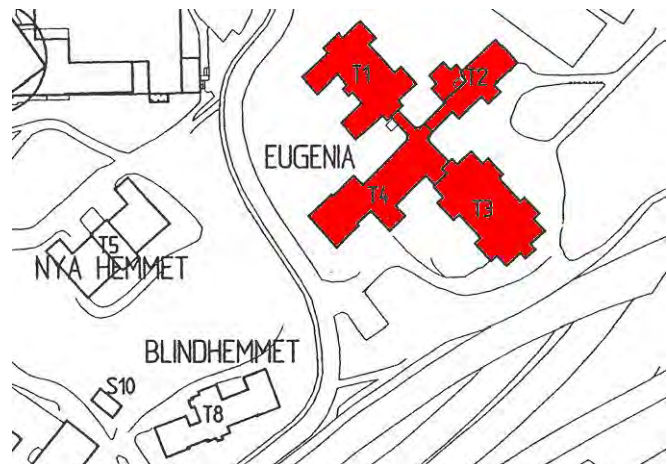 T1
T2
EUGENIA
T4
T3
T5
NYA HEMMET
BLINDHEMMET
S10
T8